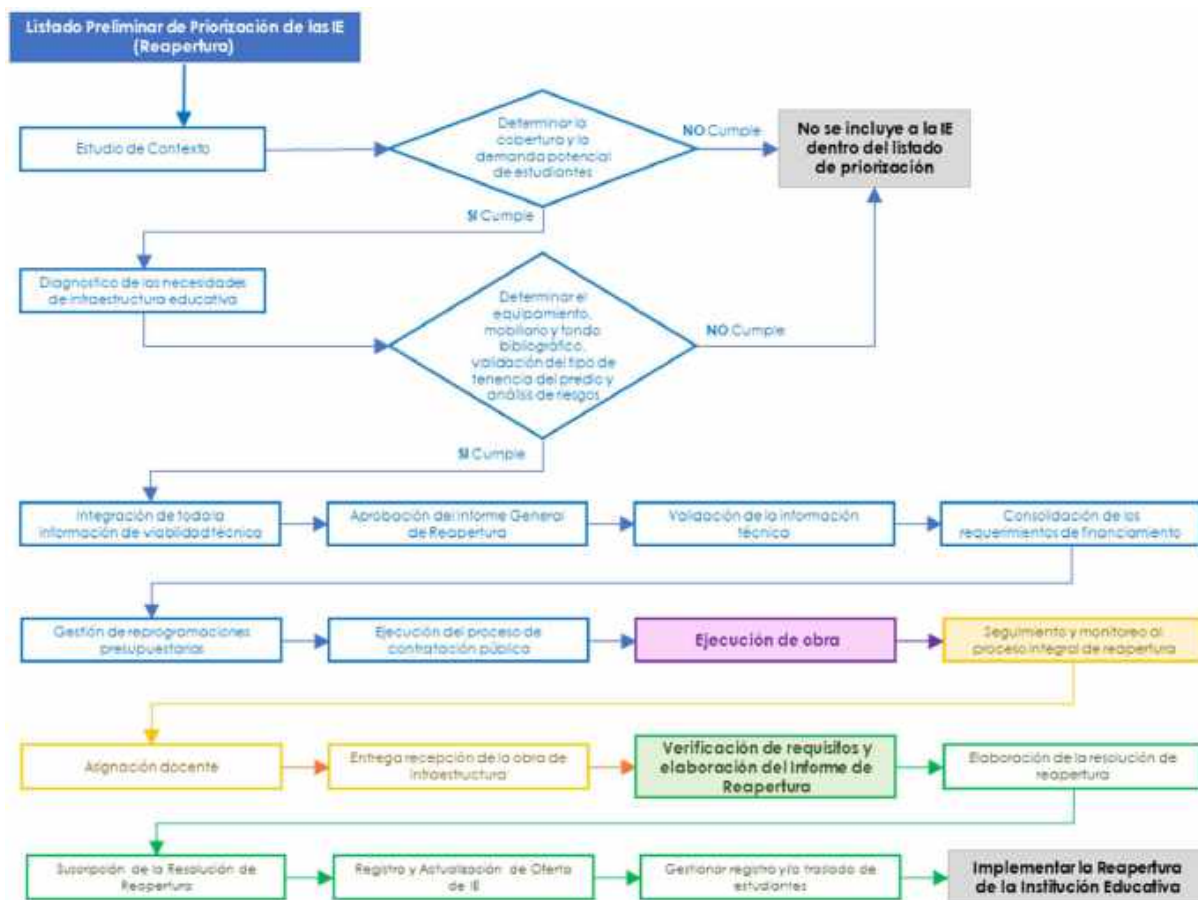 Listado Preliminar de Priorización de las IE
(Reapertura)
Estudio de Contexto
Determinar la
cobertura y la
demanda potencial
de estudiantes
NO Cumple
No se incluye a la IE
dentro del listado
de priorización
SI Cumple
Diagnostico de las necesidades
de infraestructura educativa
Determinar el
equipamiento,
mobiliario y fondo
bibliográfico,
validación del tipo de
tenencia del predio y
análisis de riesgos
NO Cumple
SI Cumple
Integración de toda la
información de viabilidad técnica
Aprobación del Informe General
de Reapertura
Validación de la información
técnica
Consolidación de los
requerimientos de financiamiento
Gestión de reprogramaciones
presupuestarias
Ejecución del proceso de
contratación pública
Ejecución de obra
Seguimiento y monitoreo al
proceso integral de reapertura
Asignación docente
Entrega recepción de la obra de
infraestructura
Verificación de requisitos y
elaboración del Informe de
Reapertura
Elaboración de la resolución de
reapertura
Suscripción de la Resolución de
Reapertura
Registro y Actualización de Oferta
de IE
Gestionar registro y/o traslado de
estudiantes
Implementar la Reapertura
de la Institución Educativa